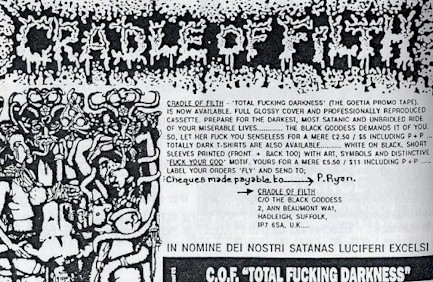 CRADLE OF FILTH
CRADLE OF FILTH - 'TOTAL FUCKING DARKNESS' (THE GOETIA PROMO TAPE),
IS NOW AVAILABLE. FULL GLOSSY COVER AND PROFESSIONALLY REPRODUCED
CASSETTE. PREPARE FOR THE DARKEST, MOST SATANIC AND UNBRIDLED RIDE
OF YOUR MISERABLE LIVES.......... THE BLACK GODDESS DEMANDS IT OF YOU.
SO, LET HER FUCK YOU SENSELESS FOR A MERE £2.50 / $5 INCLUDING P + P ...
TOTALLY DARK T-SHIRTS ARE ALSO AVAILABLE.......... WHITE ON BLACK, SHORT
SLEEVES PRINTED (FRONT + BACK TOO) WITH ART, SYMBOLS AND DISTINCTIVE
'FUCK YOUR GOD' MOTIF. YOURS FOR A MERE £5.50 / $11 INCLUDING P + P .....
LABEL YOUR ORDERS 'FLY' AND SEND TO;
Cheques made payable to → P. Ryan.
→ CRADLE OF FILTH
C/O THE BLACK GODDESS
2, ANN BEAUMONT WAY,
HADLEIGH, SUFFOLK,
IP7 6SA, U.K....
IN NOMINE DEI NOSTRI SATANAS LUCIFERI EXCELSI
C.O.F. "TOTAL FUCKING DARKNESS"